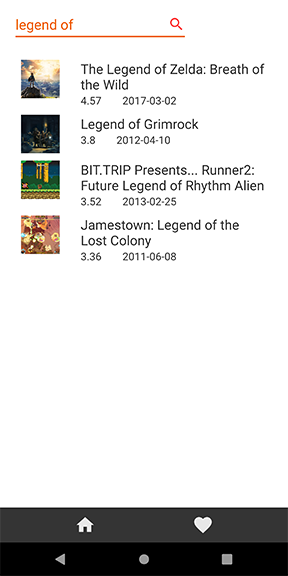 legend of
The Legend of Zelda: Breath of
the Wild
4.57 2017-03-02
Legend of Grimrock
3.8 2012-04-10
BIT.TRIP Presents... Runner2:
Future Legend of Rhythm Alien
3.52 2013-02-25
Jamestown: Legend of the
Lost Colony
3.36 2011-06-08